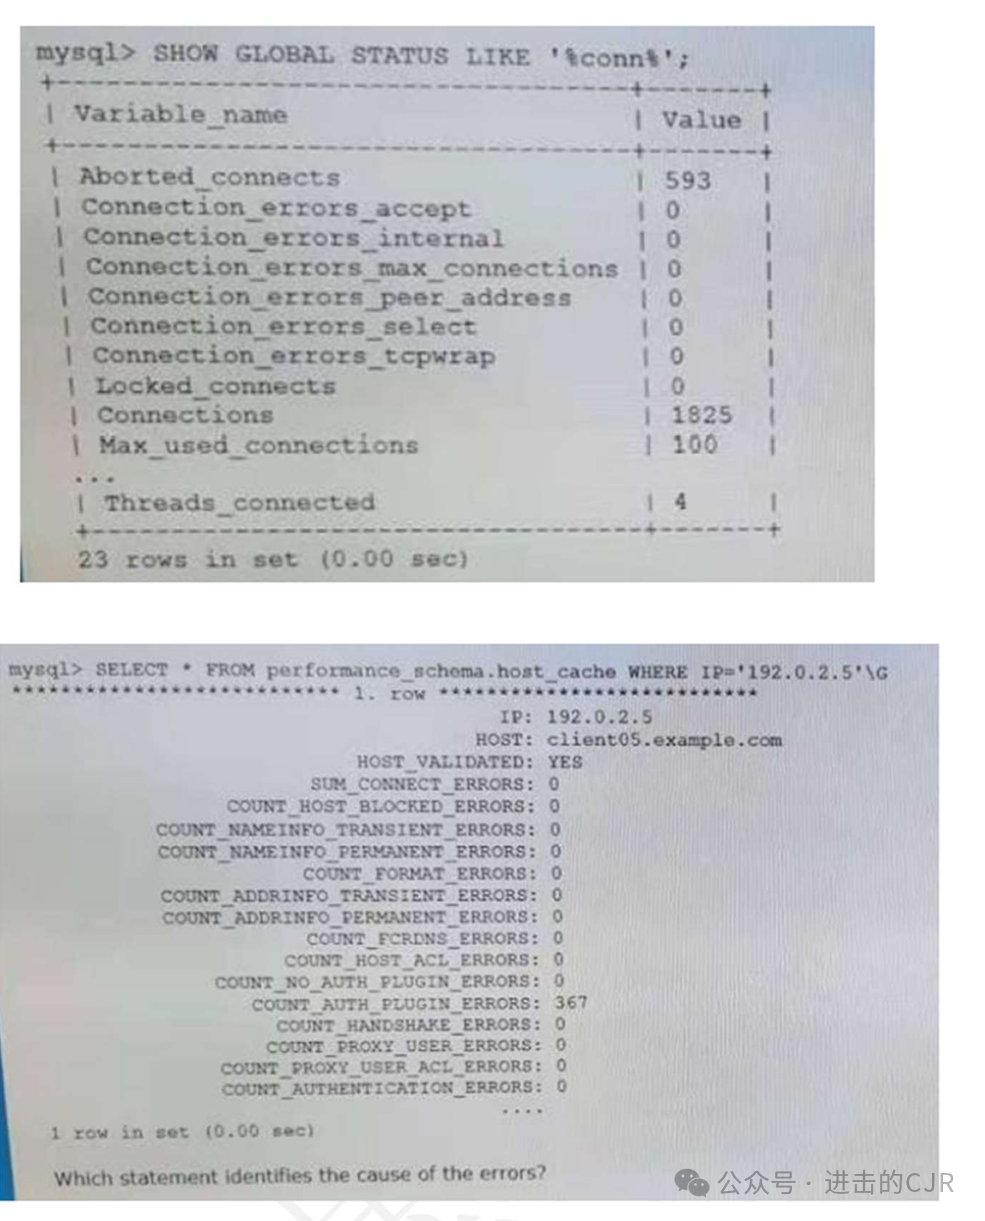 mysql> SHOW GLOBAL STATUS LIKE '%conn%';
+-----------------------------------+-------+
| Variable_name | Value |
+-----------------------------------+-------+
| Aborted_connects | 593 |
| Connection_errors_accept | 0 |
| Connection_errors_internal | 0 |
| Connection_errors_max_connections | 0 |
| Connection_errors_peer_address | 0 |
| Connection_errors_select | 0 |
| Connection_errors_tcpwrap | 0 |
| Locked_connects | 0 |
| Connections | 1825 |
| Max_used_connections | 100 |
...
| Threads_connected | 4 |
+-----------------------------------+-------+
23 rows in set (0.00 sec)
mysql> SELECT * FROM performance_schema.host_cache WHERE IP='192.0.2.5'\G
*************************** 1. row ***************************
IP: 192.0.2.5
HOST: client05.example.com
HOST_VALIDATED: YES
SUM_CONNECT_ERRORS: 0
COUNT_HOST_BLOCKED_ERRORS: 0
COUNT_NAMEINFO_TRANSIENT_ERRORS: 0
COUNT_NAMEINFO_PERMANENT_ERRORS: 0
COUNT_FORMAT_ERRORS: 0
COUNT_ADDRINFO_TRANSIENT_ERRORS: 0
COUNT_ADDRINFO_PERMANENT_ERRORS: 0
COUNT_FCRDNS_ERRORS: 0
COUNT_HOST_ACL_ERRORS: 0
COUNT_NO_AUTH_PLUGIN_ERRORS: 0
COUNT_AUTH_PLUGIN_ERRORS: 367
COUNT_HANDSHAKE_ERRORS: 0
COUNT_PROXY_USER_ERRORS: 0
COUNT_PROXY_USER_ACL_ERRORS: 0
COUNT_AUTHENTICATION_ERRORS: 0
....
1 row in set (0.00 sec)
Which statement identifies the cause of the errors?
公众号 · 进击的CJR